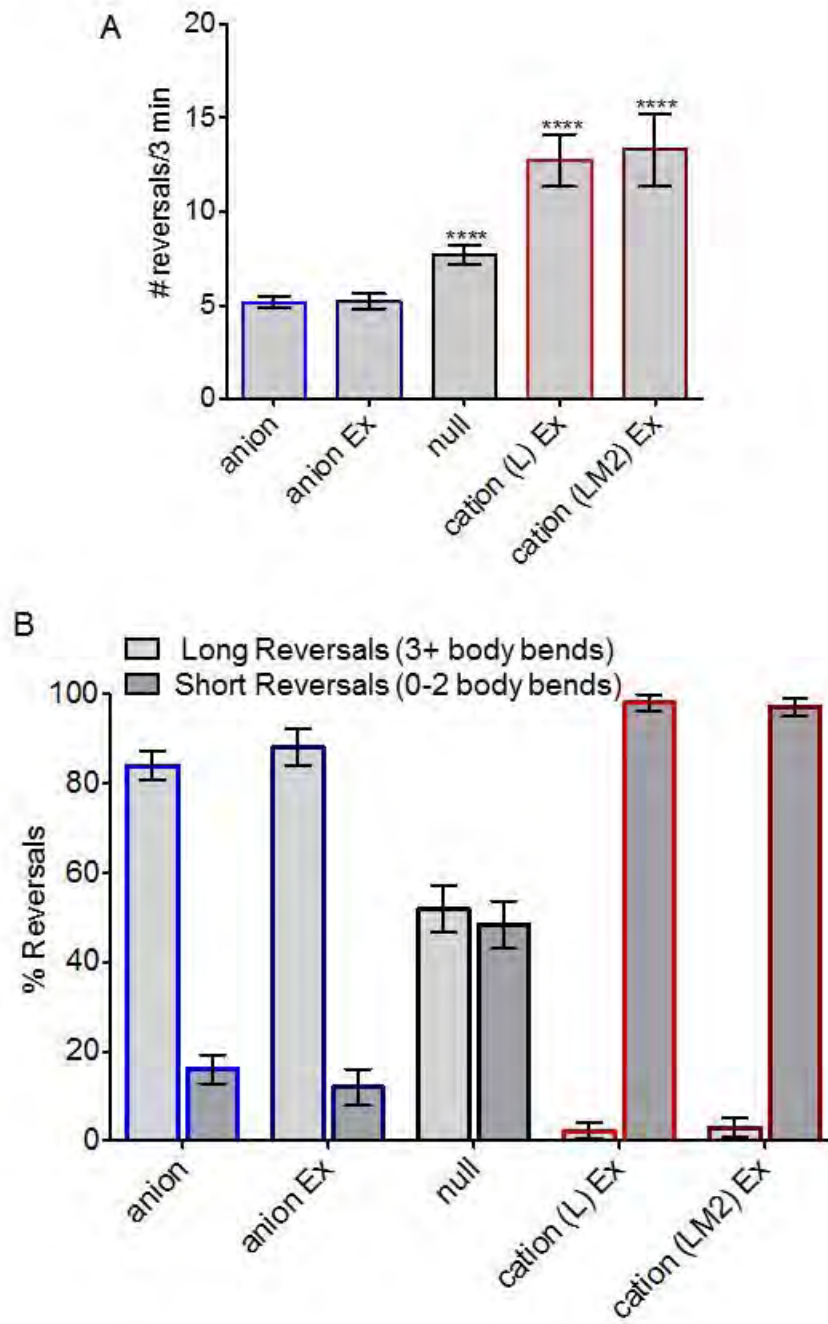 A
# reversals/3 min
20
15
10
5
0
****
****
****
anion
anion Ex
null
cation (L) Ex
cation (LM2) Ex
B
Long Reversals (3+ body bends)
Short Reversals (0-2 body bends)
% Reversals
100
80
60
40
20
0
anion
anion Ex
null
cation (L) Ex
cation (LM2) Ex